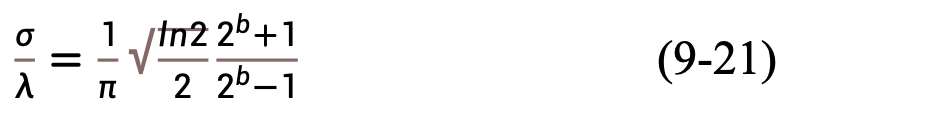 σ/λ = 1/π √ln2/2 2^b+1/2^b−1 (9-21)